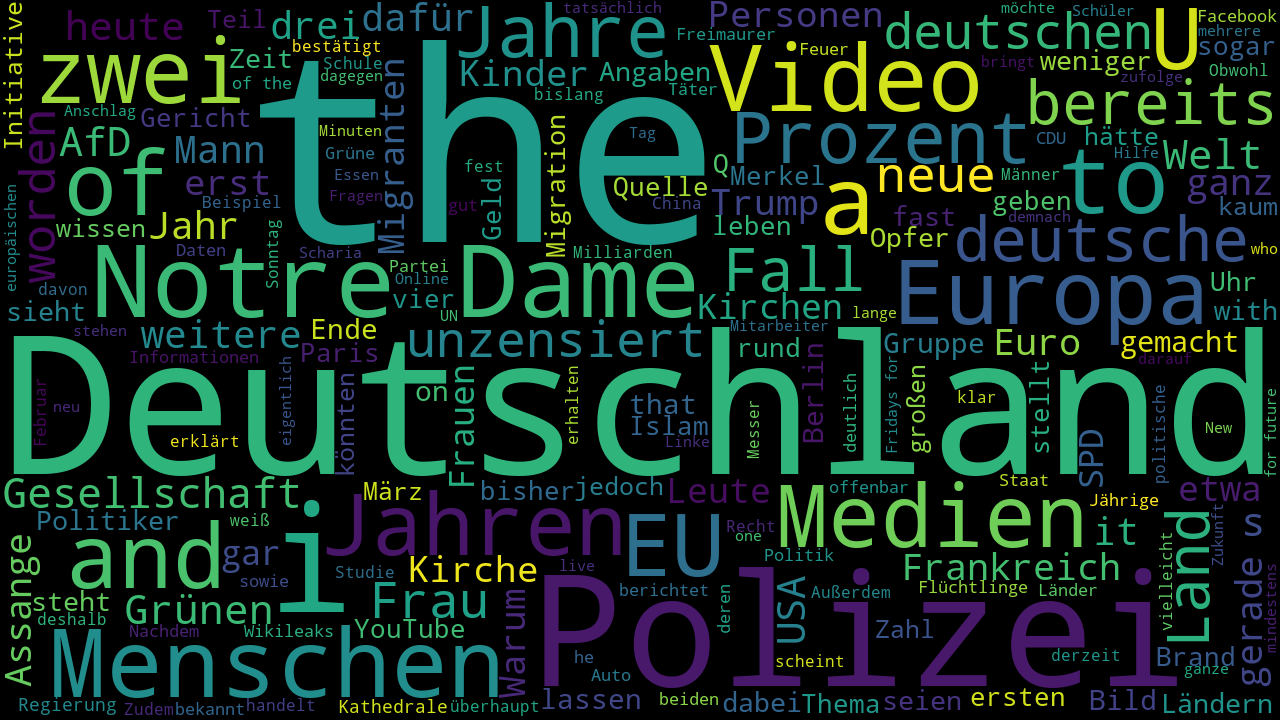 Initiative
heute
Teil
drei
dafür
tatsächlich
Jahre
Personen
Freimaurer
deutschen
möchte
Schüler
U
Facebook
mehrere
sogar
zwei
Zeit
bestätigt
Schule
dagegen
of the
the
Kinder
Angaben
bislang
Täter
Video
Feuer
bringt
weniger
zufolge
Obwohl
bereits
Anschlag
Gericht
worden
AfD
Mann
Minuten
Grüne
Migranten
Tag
Prozent
CDU
hätte
Hilfe
Welt
of
erst
Beispiel
Essen
Fragen
fest
gut
Geld
Migration
Quelle
China
Q
Merkel
Trump
a
neue
Männer
geben
demnach
to
ganz
kaum
europäischen
wissen
Jahr
Daten
Sonntag
Scharia
Partei
Online
Milliarden
leben
fast
Opfer
deutsche
who
davon
Notre
Dame
Fall
Europa
Uhr
sieht
vier
UN
Kirchen
lange
with
stehen
weitere
Ende
unzensiert
Mitarbeiter
rund
Gruppe
Euro
gemacht
Informationen
Paris
darauf
Deutschland
Februar
neu
erklärt
eigentlich
könnten
on
Frauen
erhalten
that
Islam
Linke
Messer
Berlin
deutlich
Fridays for
großen
klar
stellt
SPD
politische
New
for future
Gesellschaft
März
bisher
jedoch
Leute
offenbar
Staat
Jährige
etwa
Politiker
weiß
Jahren
EU
Recht
one
Medien
it
Land
Zukunft
s
Assange
and
gar
sowie
i
Studie
Kirche
live
Politik
Frankreich
vielleicht
gerade
mindestens
steht
deshalb
Grünen
Frau
Warum
berichtet
deren
USA
Außerdem
Flüchtlinge
Länder
Nachdem
Wikileaks
YouTube
Polizei
Zahl
Menschen
he
Auto
scheint
derzeit
Brand
ganze
Regierung
Zudem
bekannt
handelt
Kathedrale
überhaupt
lassen
beiden
dabei
Thema
seien
ersten
Bild
Ländern